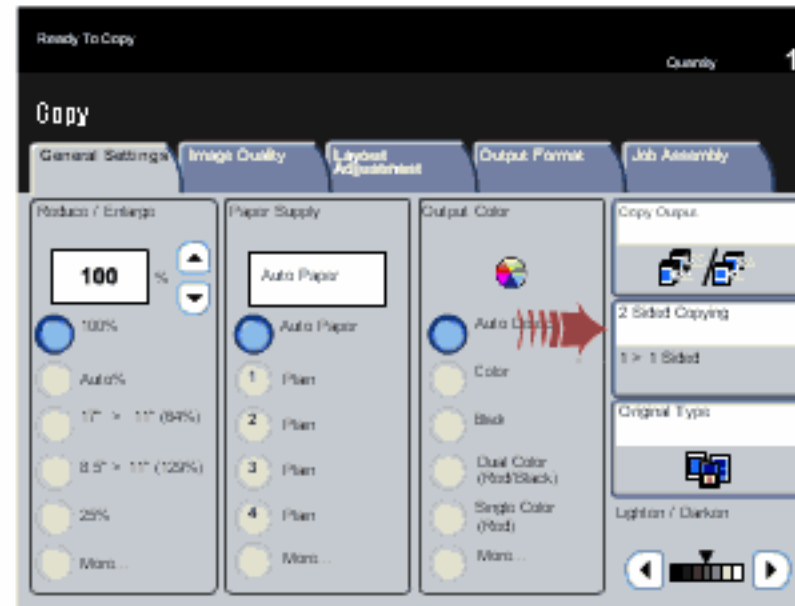 Ready To Copy
Quantity 1
Copy
General Settings
Image Quality
Layout
Adjustment
Output Format
Job Assembly
Reduce / Enlarge
100 %
100%
Auto%
17" > 11" (64%)
8.5" > 11" (129%)
25%
More...
Paper Supply
Auto Paper
Auto Paper
1 Plain
2 Plain
3 Plain
4 Plain
More...
Output Color
Auto
Color
Black
Dual Color
(Red/Black)
Single Color
(Red)
More...
Copy Output
2 Sided Copying
1 > 1 Sided
Original Type
Lighten / Darken